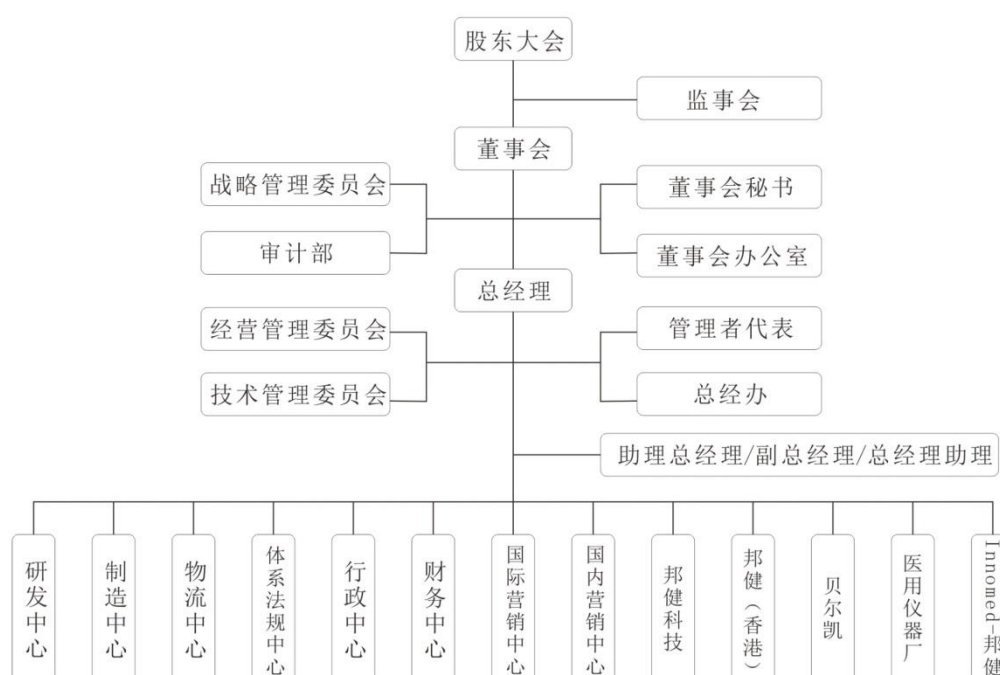 股东大会
监事会
董事会
战略管理委员会
董事会秘书
审计部
董事会办公室
总经理
经营管理委员会
管理者代表
技术管理委员会
总经办
助理总经理/副总经理/总经理助理
研发中心
制造中心
物流中心
体系法规中心
行政中心
财务中心
国际营销中心
国内营销中心
邦健科技
邦健（香港）
贝尔凯
医用仪器厂
Innomed-邦健